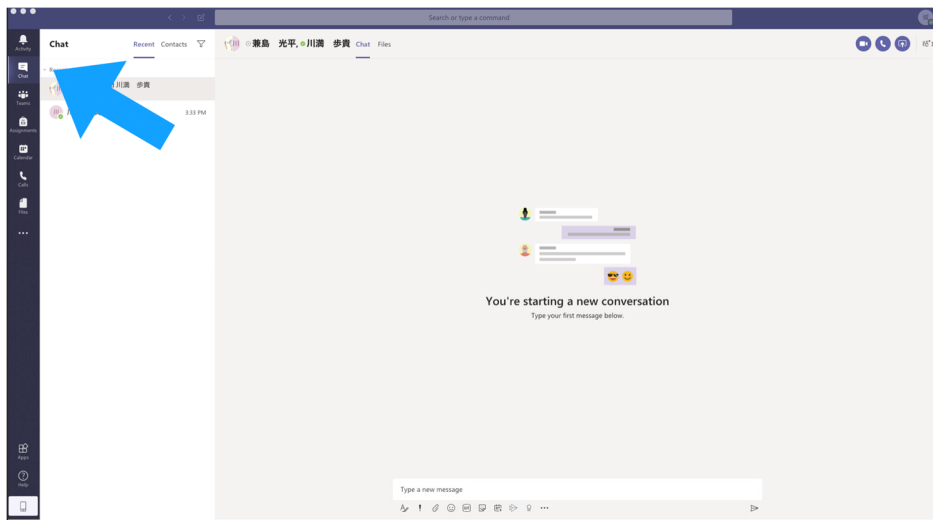 Search or type a command
Activity
Chat
Teams
Assignments
Calendar
Calls
Files
Apps
Help
Chat
Recent Contacts
川満 歩貴
3:33 PM
兼島 光平, 川満 歩貴 Chat Files
You're starting a new conversation
Type your first message below.
Type a new message
GIF